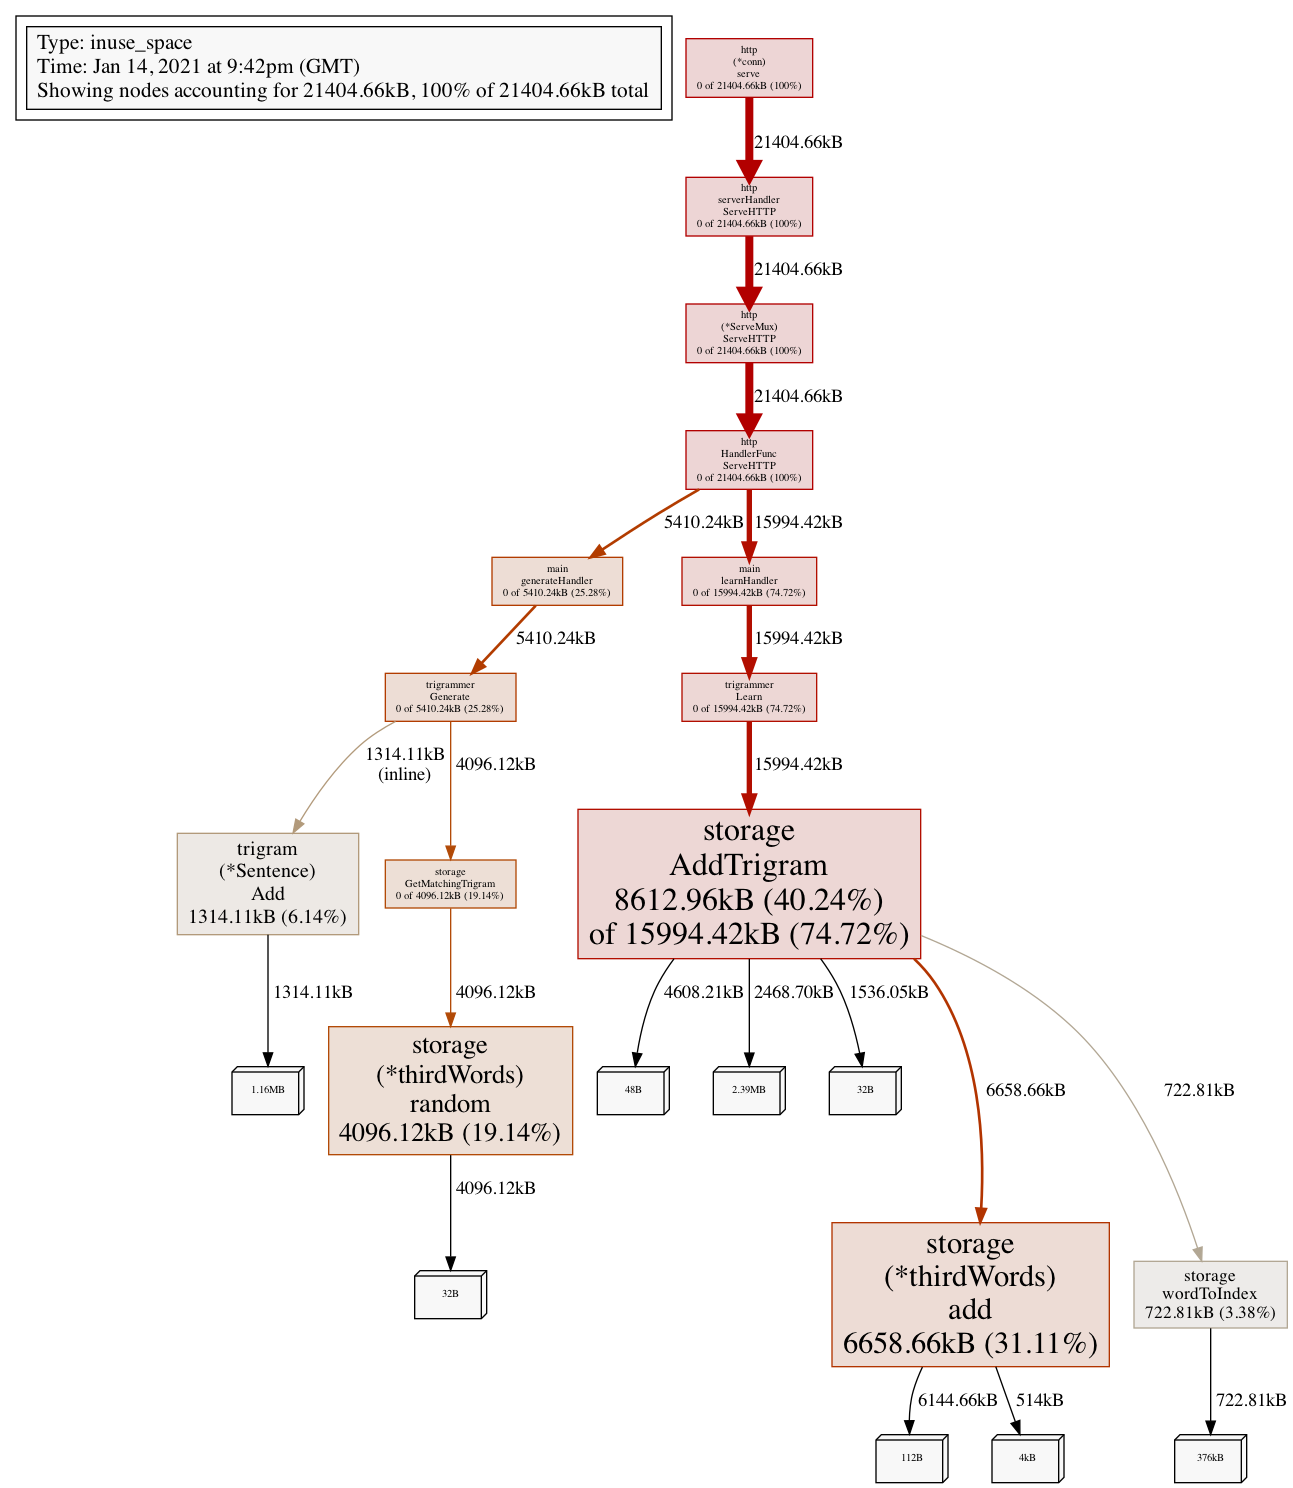 Type: inuse_space
Time: Jan 14, 2021 at 9:42pm (GMT)
Showing nodes accounting for 21404.66kB, 100% of 21404.66kB total
http
(*conn)
serve
0 of 21404.66kB (100%)
21404.66kB
http
serverHandler
ServeHTTP
0 of 21404.66kB (100%)
21404.66kB
http
(*ServeMux)
ServeHTTP
0 of 21404.66kB (100%)
21404.66kB
http
HandlerFunc
ServeHTTP
0 of 21404.66kB (100%)
5410.24kB
15994.42kB
main
generateHandler
0 of 5410.24kB (25.28%)
main
learnHandler
0 of 15994.42kB (74.72%)
5410.24kB
15994.42kB
trigrammer
Generate
0 of 5410.24kB (25.28%)
trigrammer
Learn
0 of 15994.42kB (74.72%)
1314.11kB
(inline)
4096.12kB
15994.42kB
trigram
(*Sentence)
Add
1314.11kB (6.14%)
storage
GetMatchingTrigram
0 of 4096.12kB (19.14%)
storage
AddTrigram
8612.96kB (40.24%)
of 15994.42kB (74.72%)
1314.11kB
4096.12kB
4608.21kB
2468.70kB
1536.05kB
6658.66kB
722.81kB
1.16MB
storage
(*thirdWords)
random
4096.12kB (19.14%)
48B
2.39MB
32B
4096.12kB
32B
storage
(*thirdWords)
add
6658.66kB (31.11%)
storage
wordToIndex
722.81kB (3.38%)
6144.66kB
514kB
722.81kB
112B
4kB
376kB